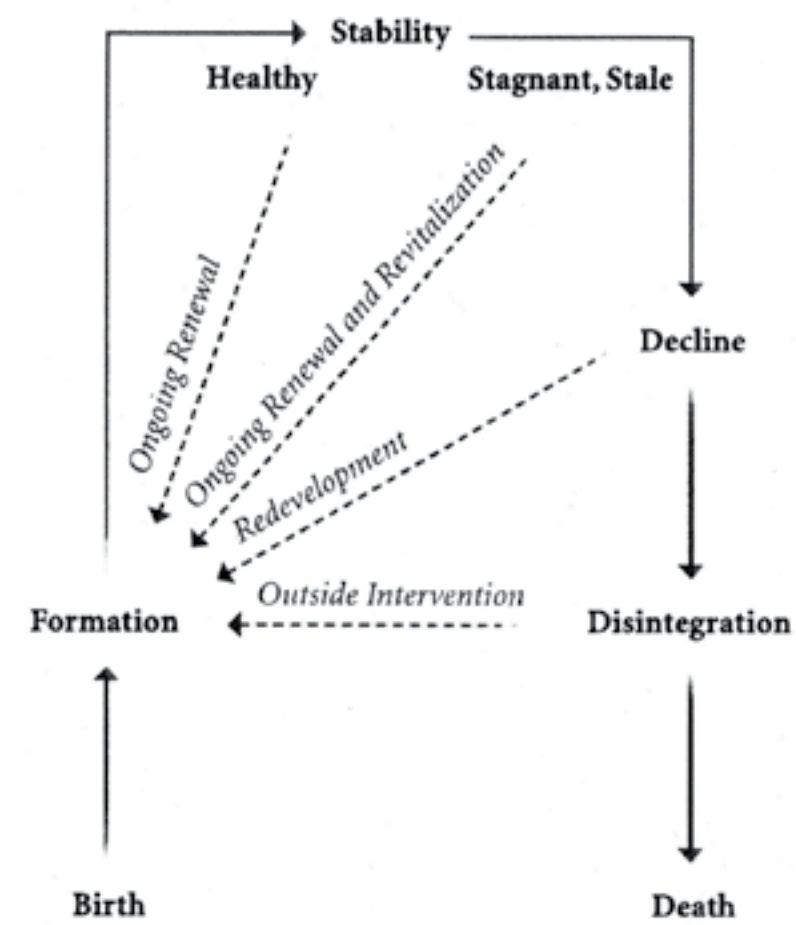 Stability
Healthy
Stagnant, Stale
Ongoing Renewal
Ongoing Renewal and Revitalization
Decline
Redevelopment
Outside Intervention
Formation
Disintegration
Birth
Death